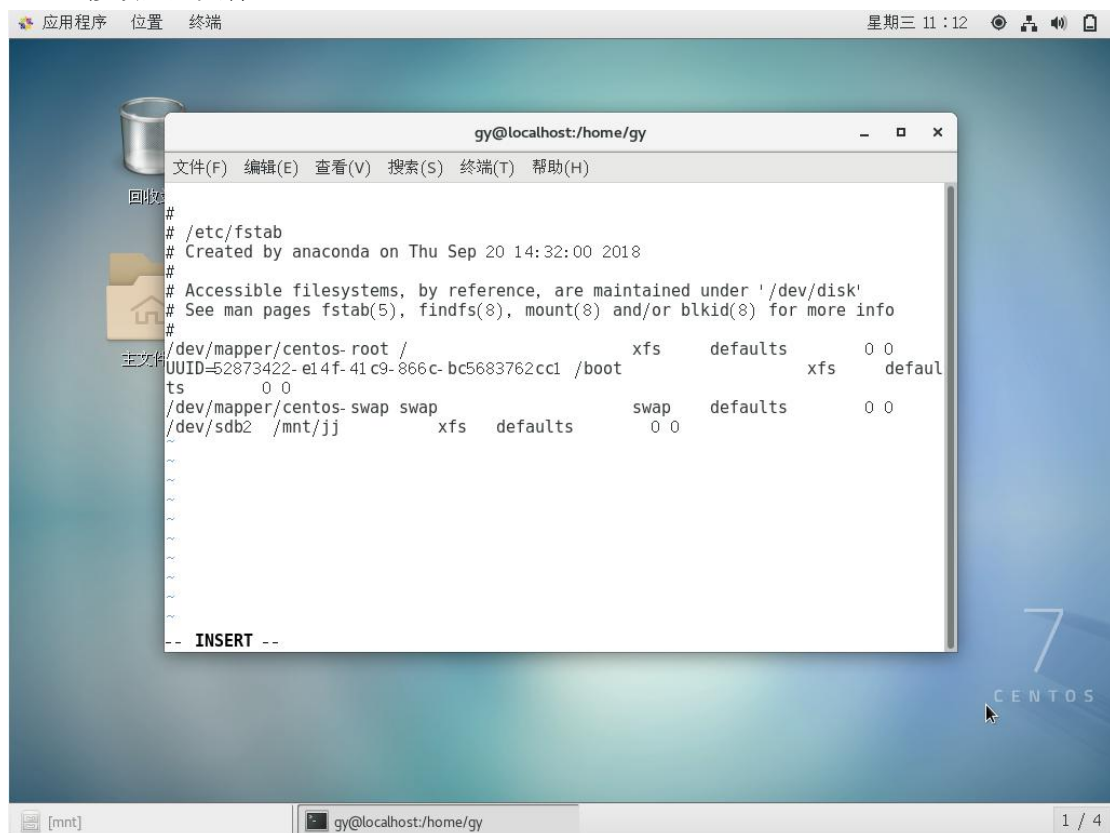 应用程序 位置 终端 星期三 11：12
gy@localhost:/home/gy
文件(F) 编辑(E) 查看(V) 搜索(S) 终端(T) 帮助(H)
回收
主文件
#
# /etc/fstab
# Created by anaconda on Thu Sep 20 14:32:00 2018
#
# Accessible filesystems, by reference, are maintained under '/dev/disk'
# See man pages fstab(5), findfs(8), mount(8) and/or blkid(8) for more info
#
/dev/mapper/centos-root / xfs defaults 0 0
UUID=52873422-e14f-41c9-866c-bc5683762cc1 /boot xfs defaul
ts 0 0
/dev/mapper/centos-swap swap swap defaults 0 0
/dev/sdb2 /mnt/jj xfs defaults 0 0
~
~
~
~
~
~
~
~
~
~
-- INSERT --
7
CENTOS
[mnt] gy@localhost:/home/gy 1 / 4